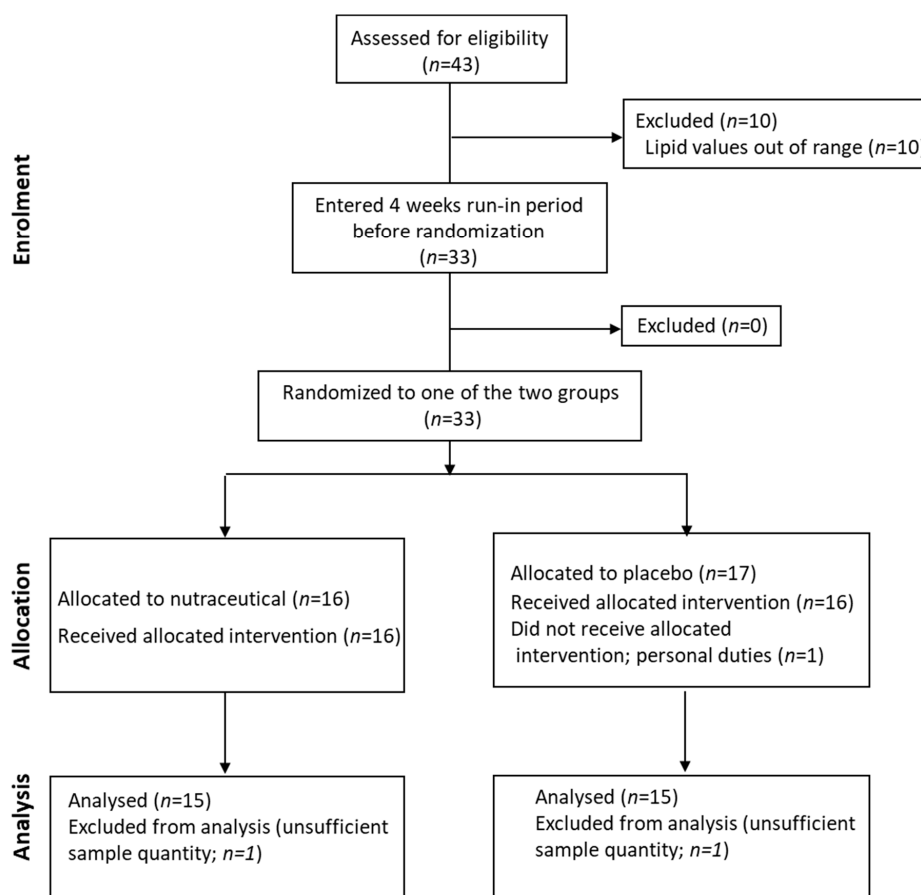 Assessed for eligibility
(n=43)
Excluded (n=10)
Lipid values out of range (n=10)
Enrolment
Entered 4 weeks run-in period
before randomization
(n=33)
Excluded (n=0)
Randomized to one of the two groups
(n=33)
Allocation
Allocated to nutraceutical (n=16)
Received allocated intervention (n=16)
Allocated to placebo (n=17)
Received allocated intervention (n=16)
Did not receive allocated
intervention; personal duties (n=1)
Analysis
Analysed (n=15)
Excluded from analysis (unsufficient
sample quantity; n=1)
Analysed (n=15)
Excluded from analysis (unsufficient
sample quantity; n=1)